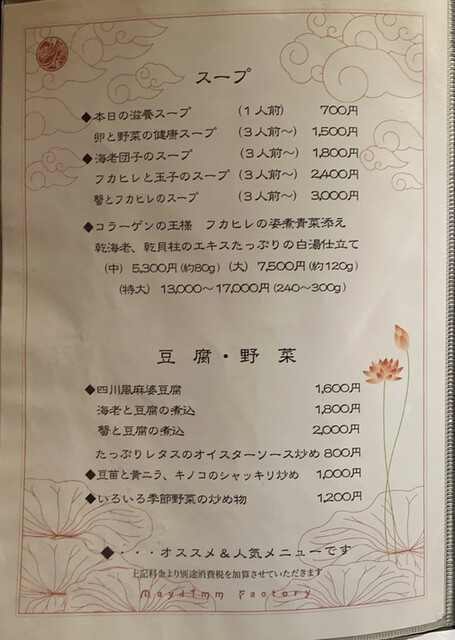 スープ
◆本日の滋養スープ (1人前) 700円
卵と野菜の健康スープ (3人前～) 1,500円
◆海老団子のスープ (3人前～) 1,800円
フカヒレと玉子のスープ (3人前～) 2,400円
蟹とフカヒレのスープ (3人前～) 3,000円
◆コラーゲンの王様 フカヒレの姿煮青菜添え
乾海老、乾貝柱のエキスたっぷりの白湯仕立て
(中) 5,300円(約80g) (大) 7,500円(約120g)
(特大) 13,000～17,000円(240～300g)
豆腐・野菜
◆四川風麻婆豆腐 1,600円
海老と豆腐の煮込 1,800円
蟹と豆腐の煮込 2,000円
たっぷりレタスのオイスターソース炒め 800円
◆豆苗と黄ニラ、キノコのシャッキリ炒め 1,000円
◆いろいろ季節野菜の炒め物 1,200円
◆・・・オススメ&人気メニューです
上記料金より別途消費税を加算させていただきます
Maydimm Factory